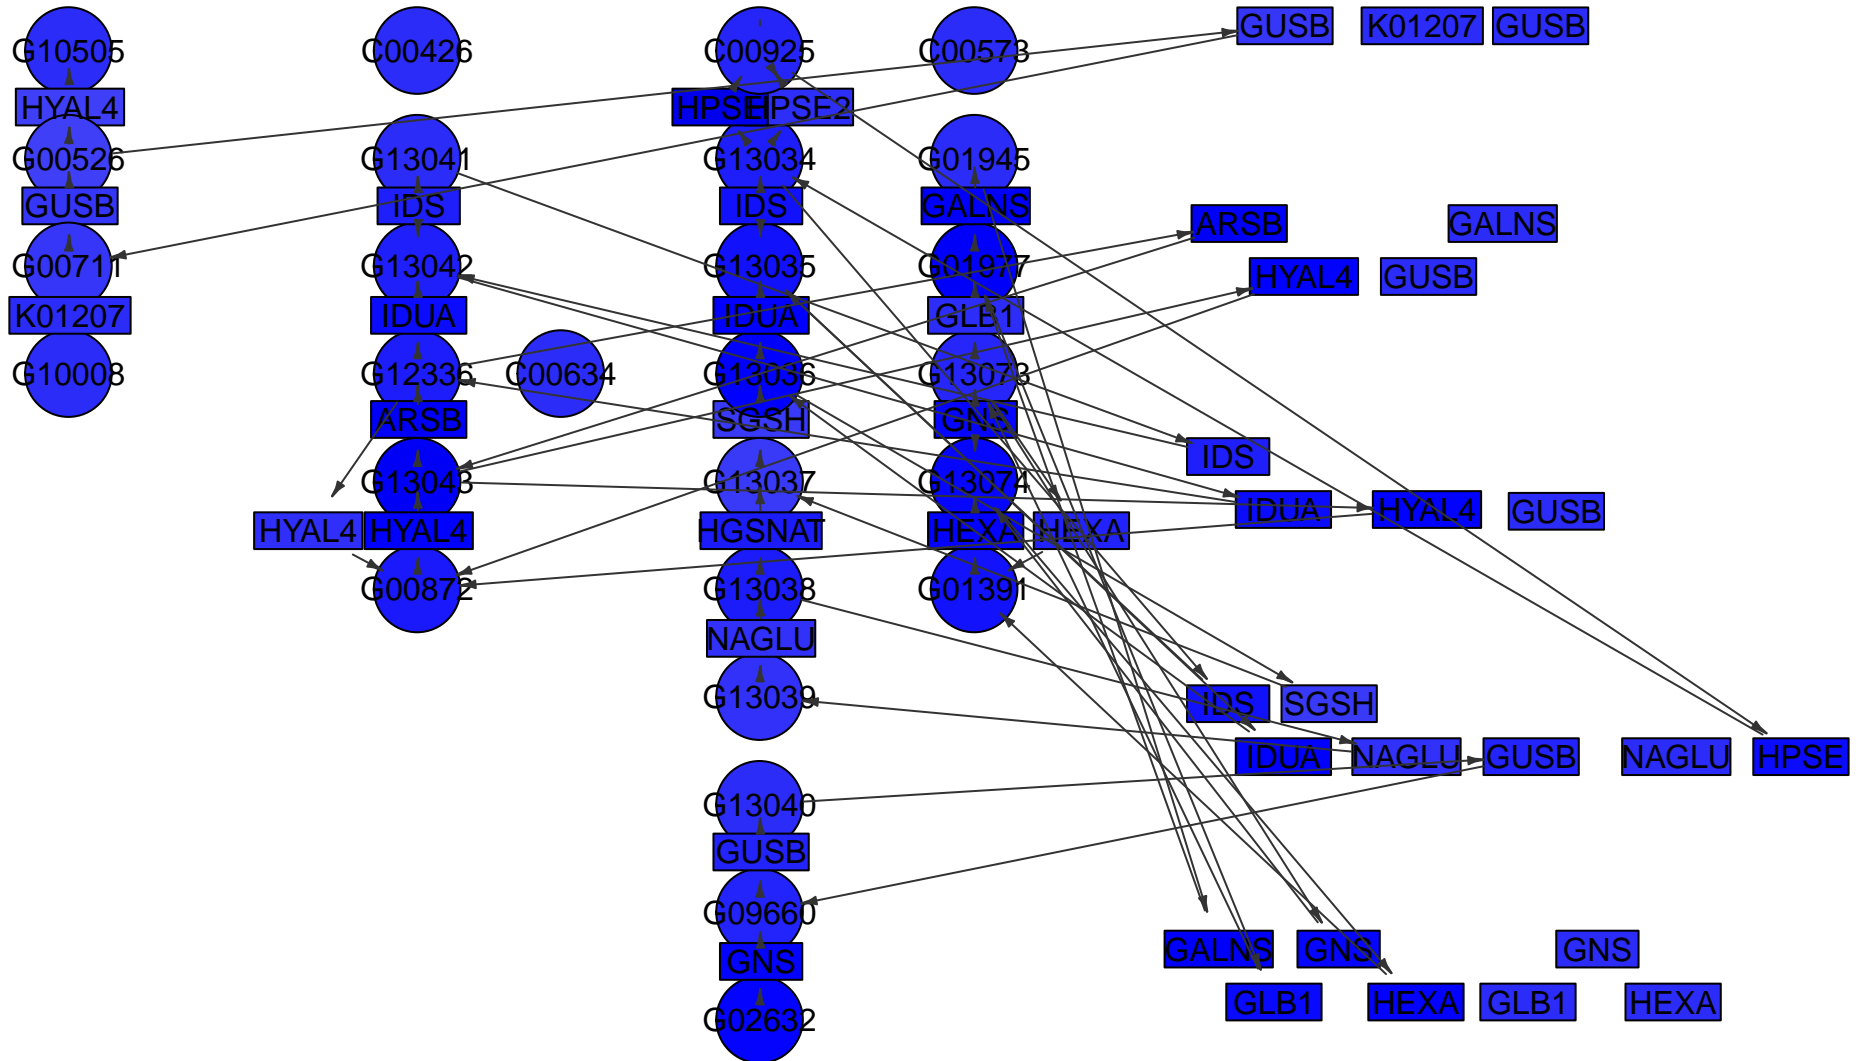 G10505
C00426
C00925
C00573
GUSB
K01207
GUSB
HYAL4
HPSE
HPSE2
G00526
G13041
G13034
G01945
GUSB
IDS
IDS
GALNS
ARSB
GALNS
G00711
G13042
G13035
G01977
HYAL4
GUSB
K01207
IDUA
IDUA
GLB1
G10008
G12336
C00634
G13036
G13073
ARSB
SGSH
GNS
IDS
G13043
G13037
G13074
IDUA
HYAL4
GUSB
HYAL4
HYAL4
HGSNAT
HEXA
HEXA
G00872
G13038
G01391
NAGLU
G13039
IDS
SGSH
IDUA
NAGLU
GUSB
NAGLU
HPSE
G13040
GUSB
G09660
GNS
GALNS
GNS
GNS
G02632
GLB1
HEXA
GLB1
HEXA